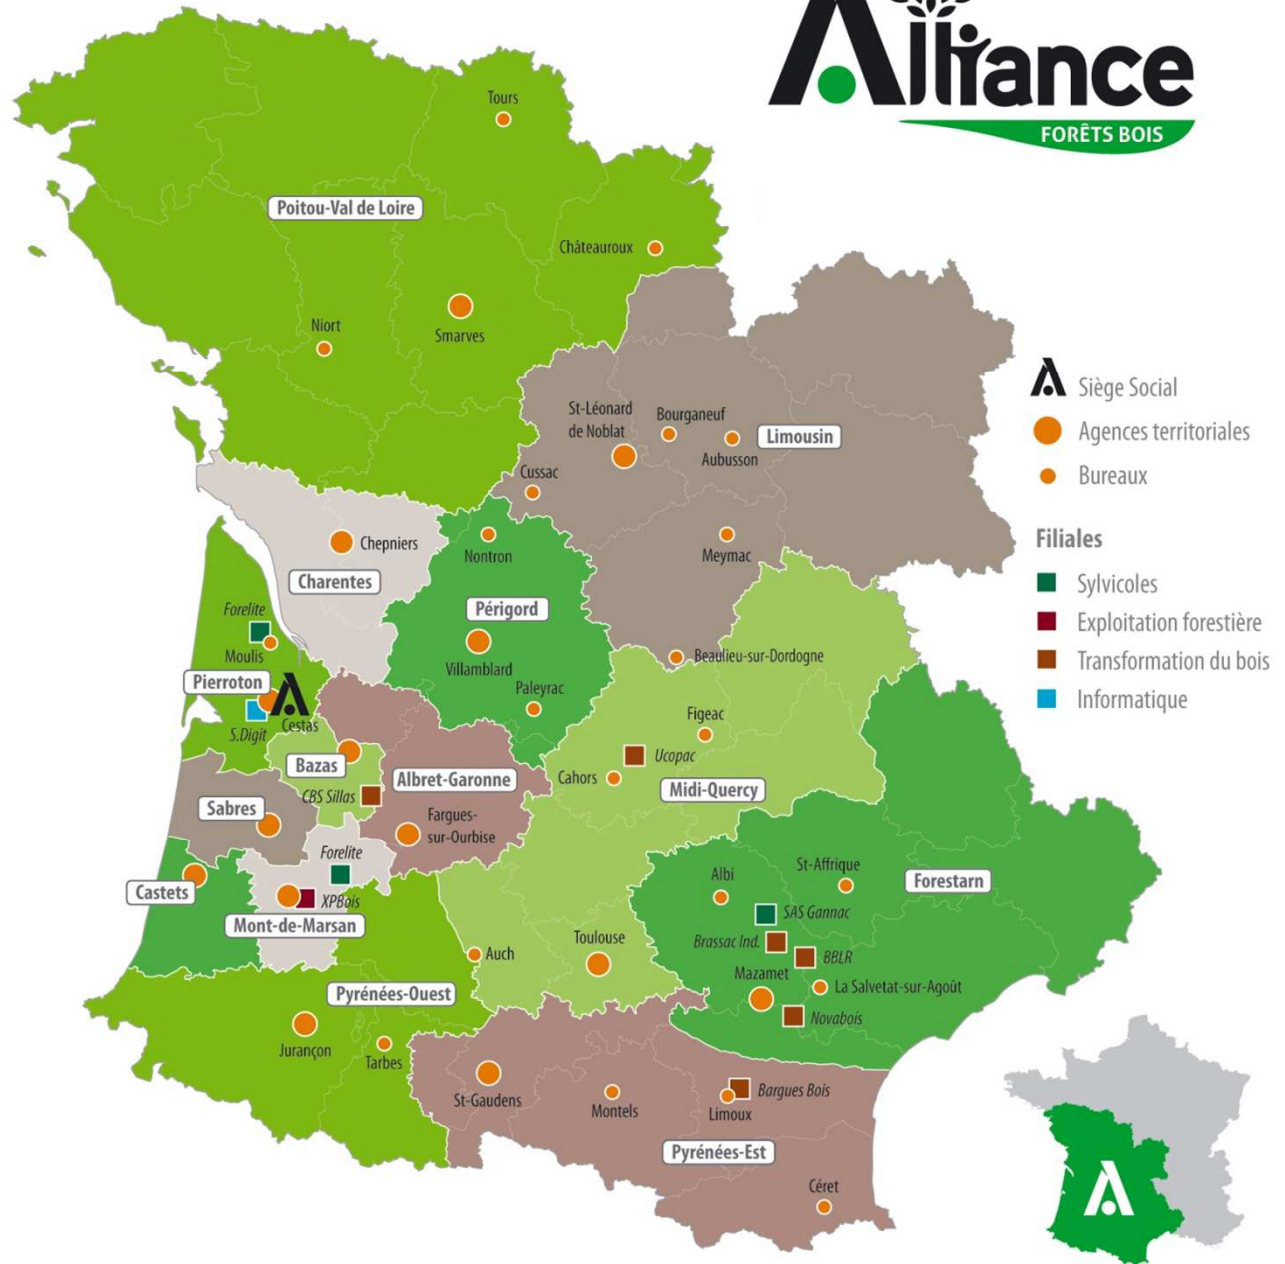 Alliance
FORÊTS BOIS
Tours
Poitou-Val de Loire
Châteauroux
Niort
Smarves
Siège Social
Agences territoriales
Bureaux
Filiales
Sylvicoles
Exploitation forestière
Transformation du bois
Informatique
St-Léonard
de Noblat
Bourganeuf
Limousin
Aubusson
Cussac
Meymac
Chepniers
Charentes
Nontron
Périgord
Villamblard
Paleyrac
Beaulieu-sur-Dordogne
Forelite
Moulis
Pierroton
Cestas
S.Digit
Bazas
CBS Sillas
Albret-Garonne
Fargues-
sur-Ourbise
Figeac
Ucopac
Cahors
Midi-Quercy
Sabres
Forelite
Castets
XPBois
Mont-de-Marsan
Albi
St-Affrique
Forestarn
SAS Gannac
Brassac Ind.
BBLR
Mazamet
La Salvetat-sur-Agoût
Novabois
Auch
Toulouse
Pyrénées-Ouest
Jurançon
Tarbes
St-Gaudens
Montels
Bargues Bois
Limoux
Pyrénées-Est
Céret